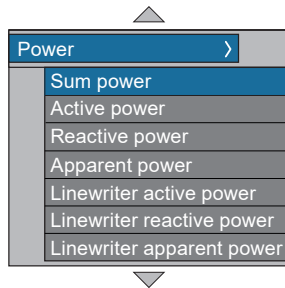 Power
Sum power
Active power
Reactive power
Apparent power
Linewriter active power
Linewriter reactive power
Linewriter apparent power